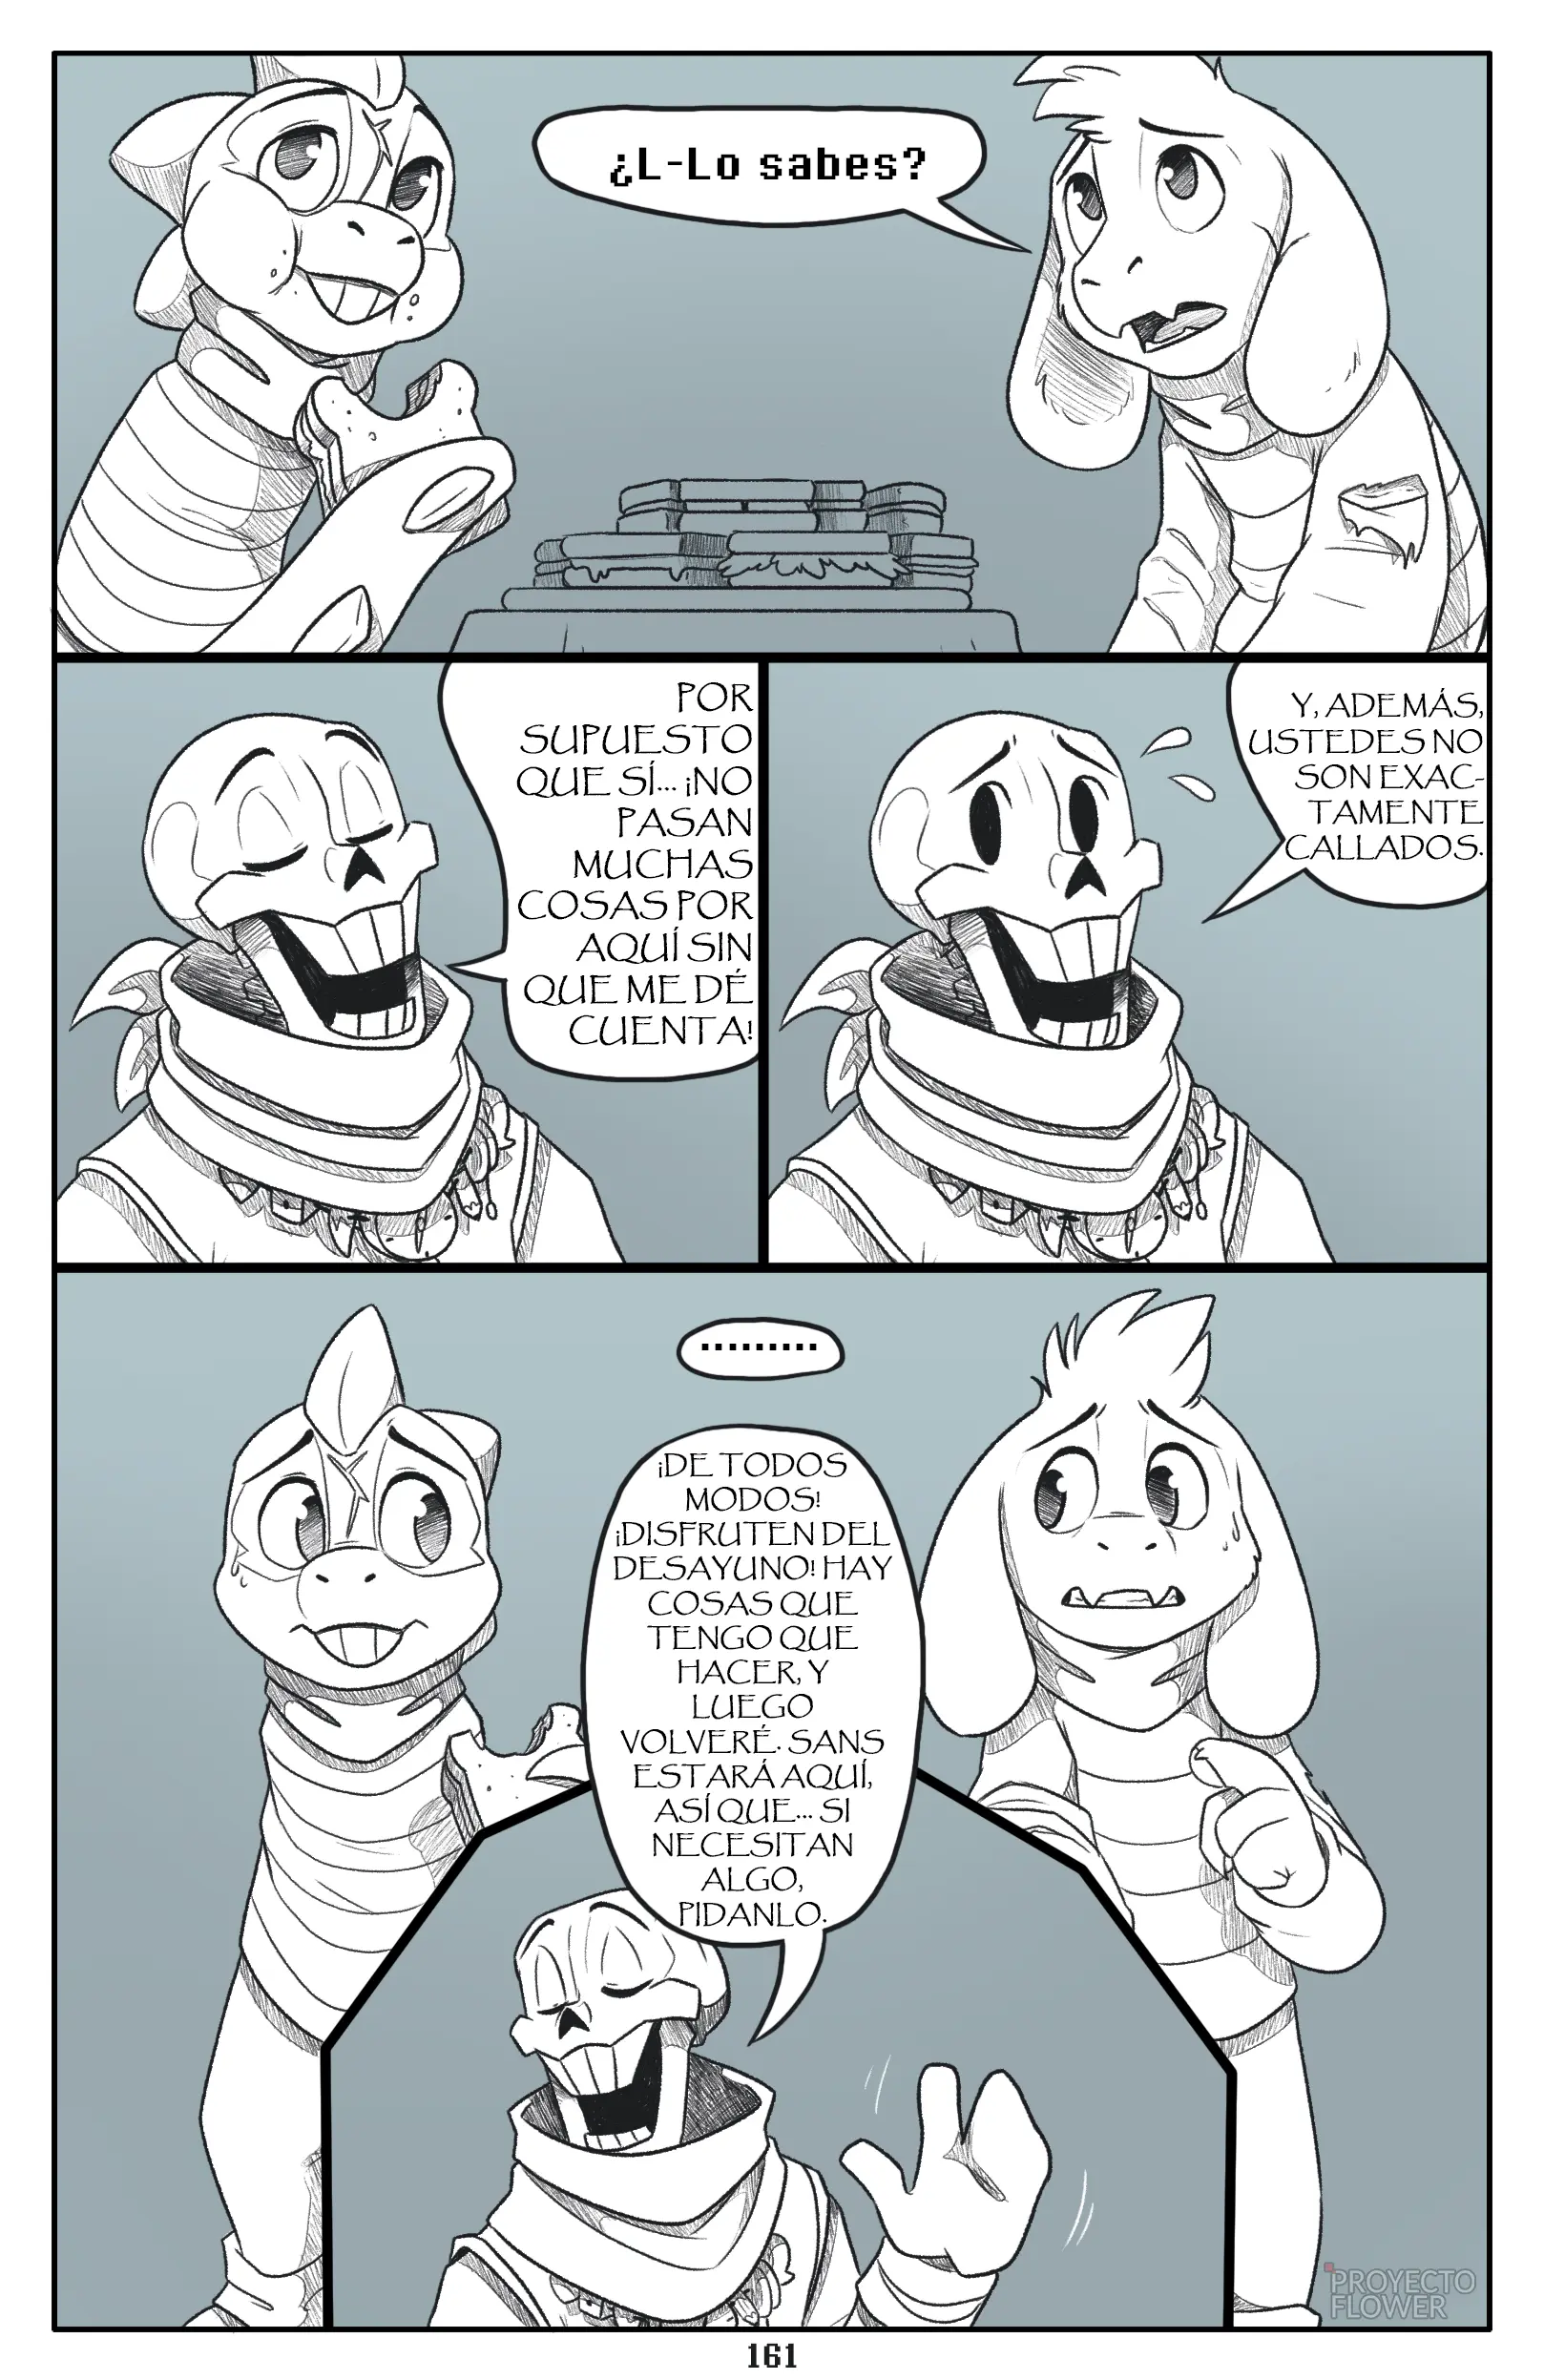 ¿L-Lo sabes?
POR
SUPUESTO
QUE SÍ... ¡NO
PASAN
MUCHAS
COSAS POR
AQUÍ SIN
QUE ME DÉ
CUENTA!
Y, ADEMÁS,
USTEDES NO
SON EXAC-
TAMENTE
CALLADOS.
.........
¡DE TODOS
MODOS!
¡DISFRUTEN DEL
DESAYUNO! HAY
COSAS QUE
TENGO QUE
HACER, Y
LUEGO
VOLVERÉ. SANS
ESTARÁ AQUÍ,
ASÍ QUE... SI
NECESITAN
ALGO,
PIDANLO.
PROYECTO
FLOWER
161